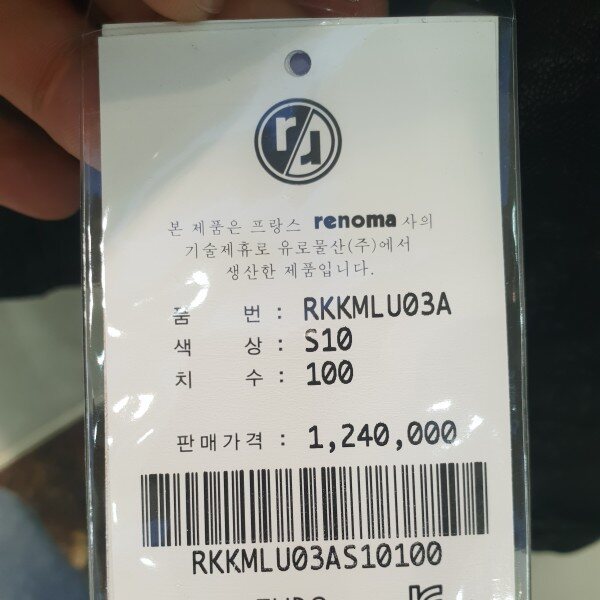 본 제품은 프랑스 renoma 사의
기술제휴로 유로물산(주)에서
생산한 제품입니다.
품 번 : RKKMLU03A
색 상 : S10
치 수 : 100
판매가격 : 1,240,000
RKKMLU03AS10100